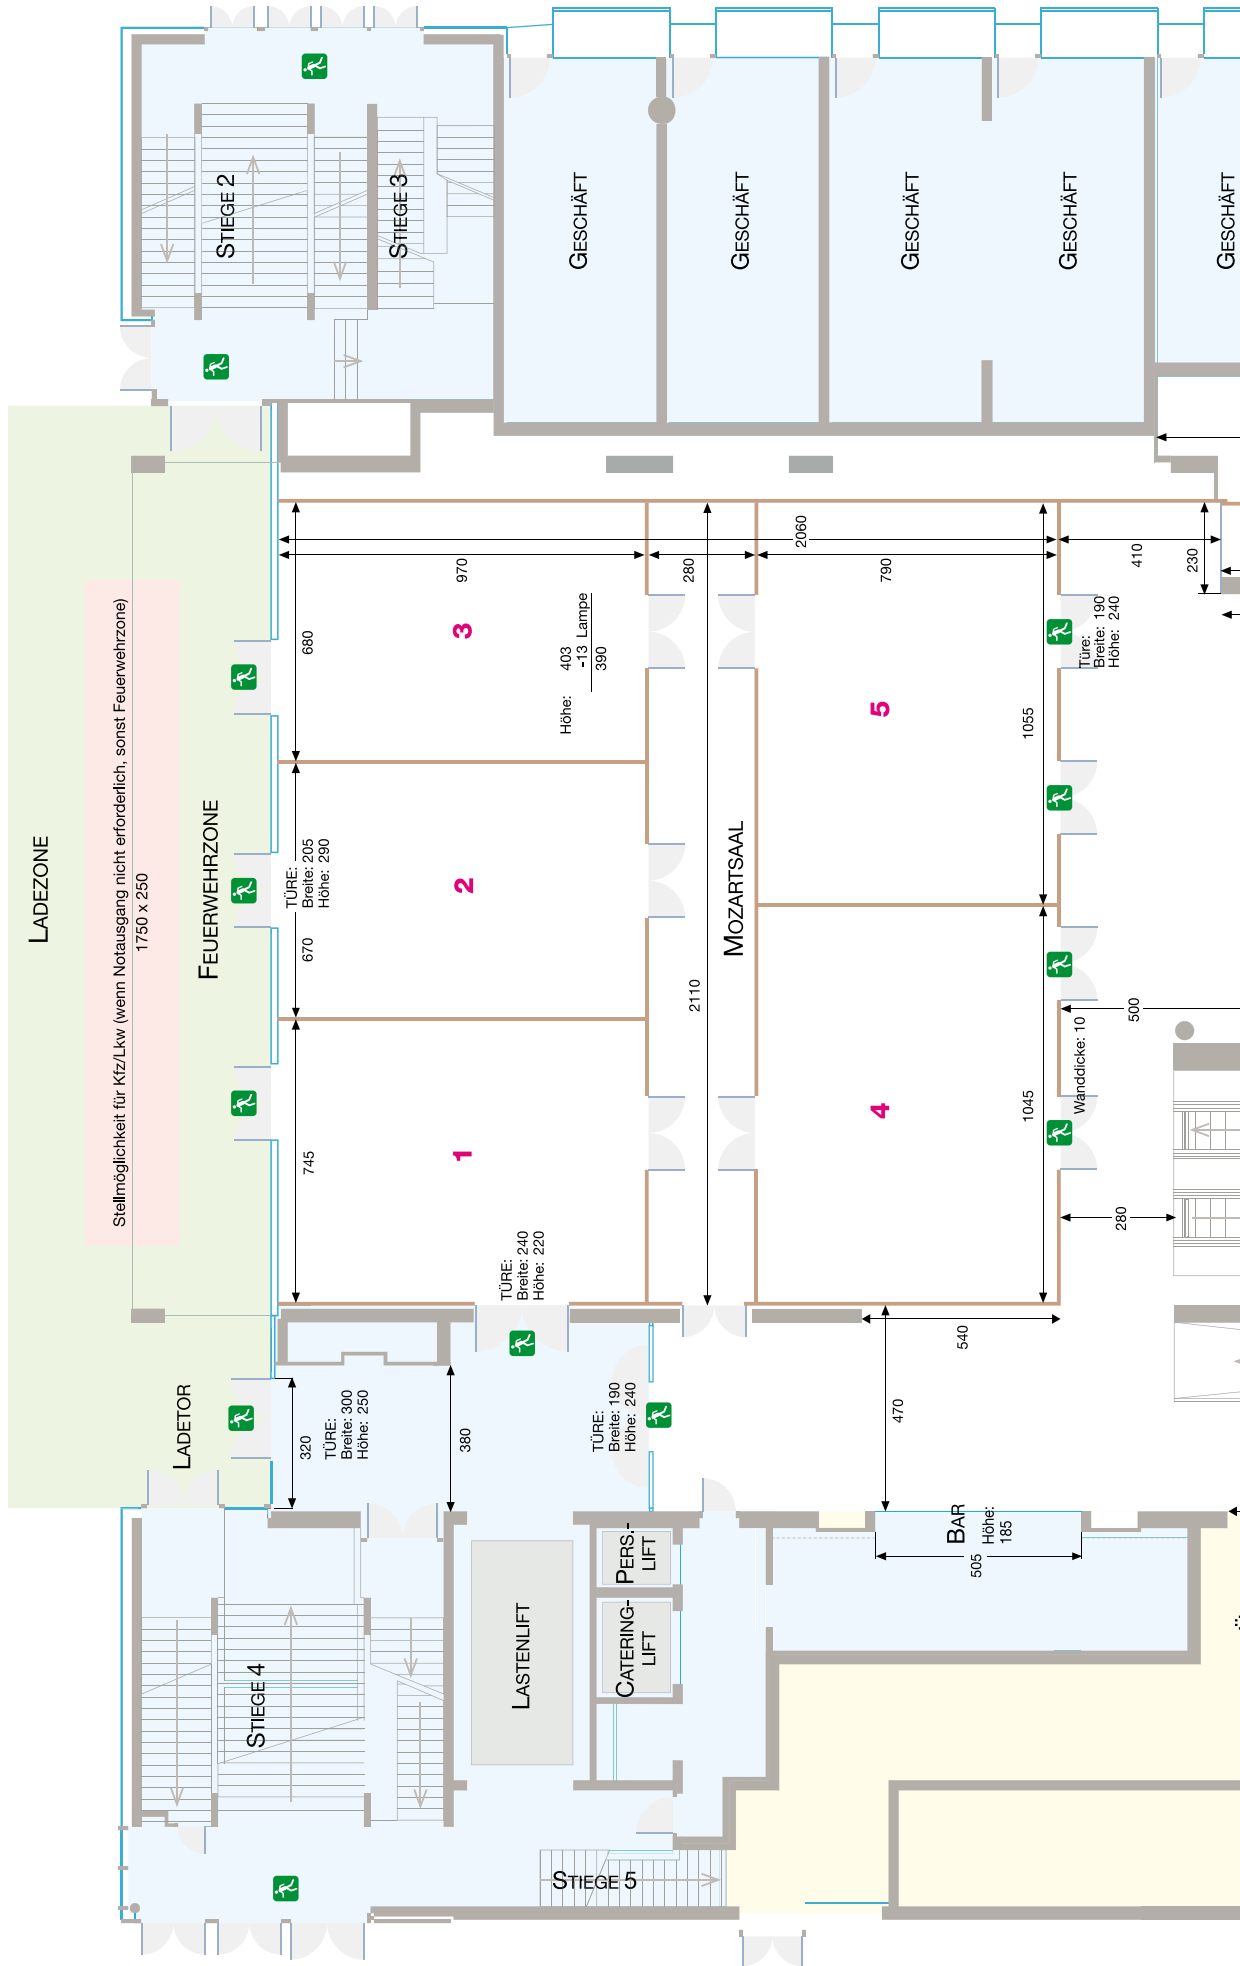 LADEZONE
Stellmöglichkeit für Kfz/Lkw (wenn Notausgang nicht erforderlich, sonst Feuerwehrzone)
1750 x 250
FEUERWEHRZONE
LADETOR
STIEGE 2
STIEGE 3
GESCHÄFT
GESCHÄFT
GESCHÄFT
GESCHÄFT
GESCHÄFT
745
670
680
TÜRE:
Breite: 205
Höhe: 290
1
2
3
970
280
2060
790
410
230
Höhe:
403
-13 Lampe
390
TÜRE:
Breite: 240
Höhe: 220
2110
MOZARTSAAL
4
5
1045
1055
Türe:
Breite: 190
Höhe: 240
Wanddicke: 10
500
280
540
470
320
TÜRE:
Breite: 300
Höhe: 250
380
TÜRE:
Breite: 190
Höhe: 240
BAR
Höhe:
185
505
STIEGE 4
LASTENLIFT
PERS.-
LIFT
CATERING-
LIFT
STIEGE 5